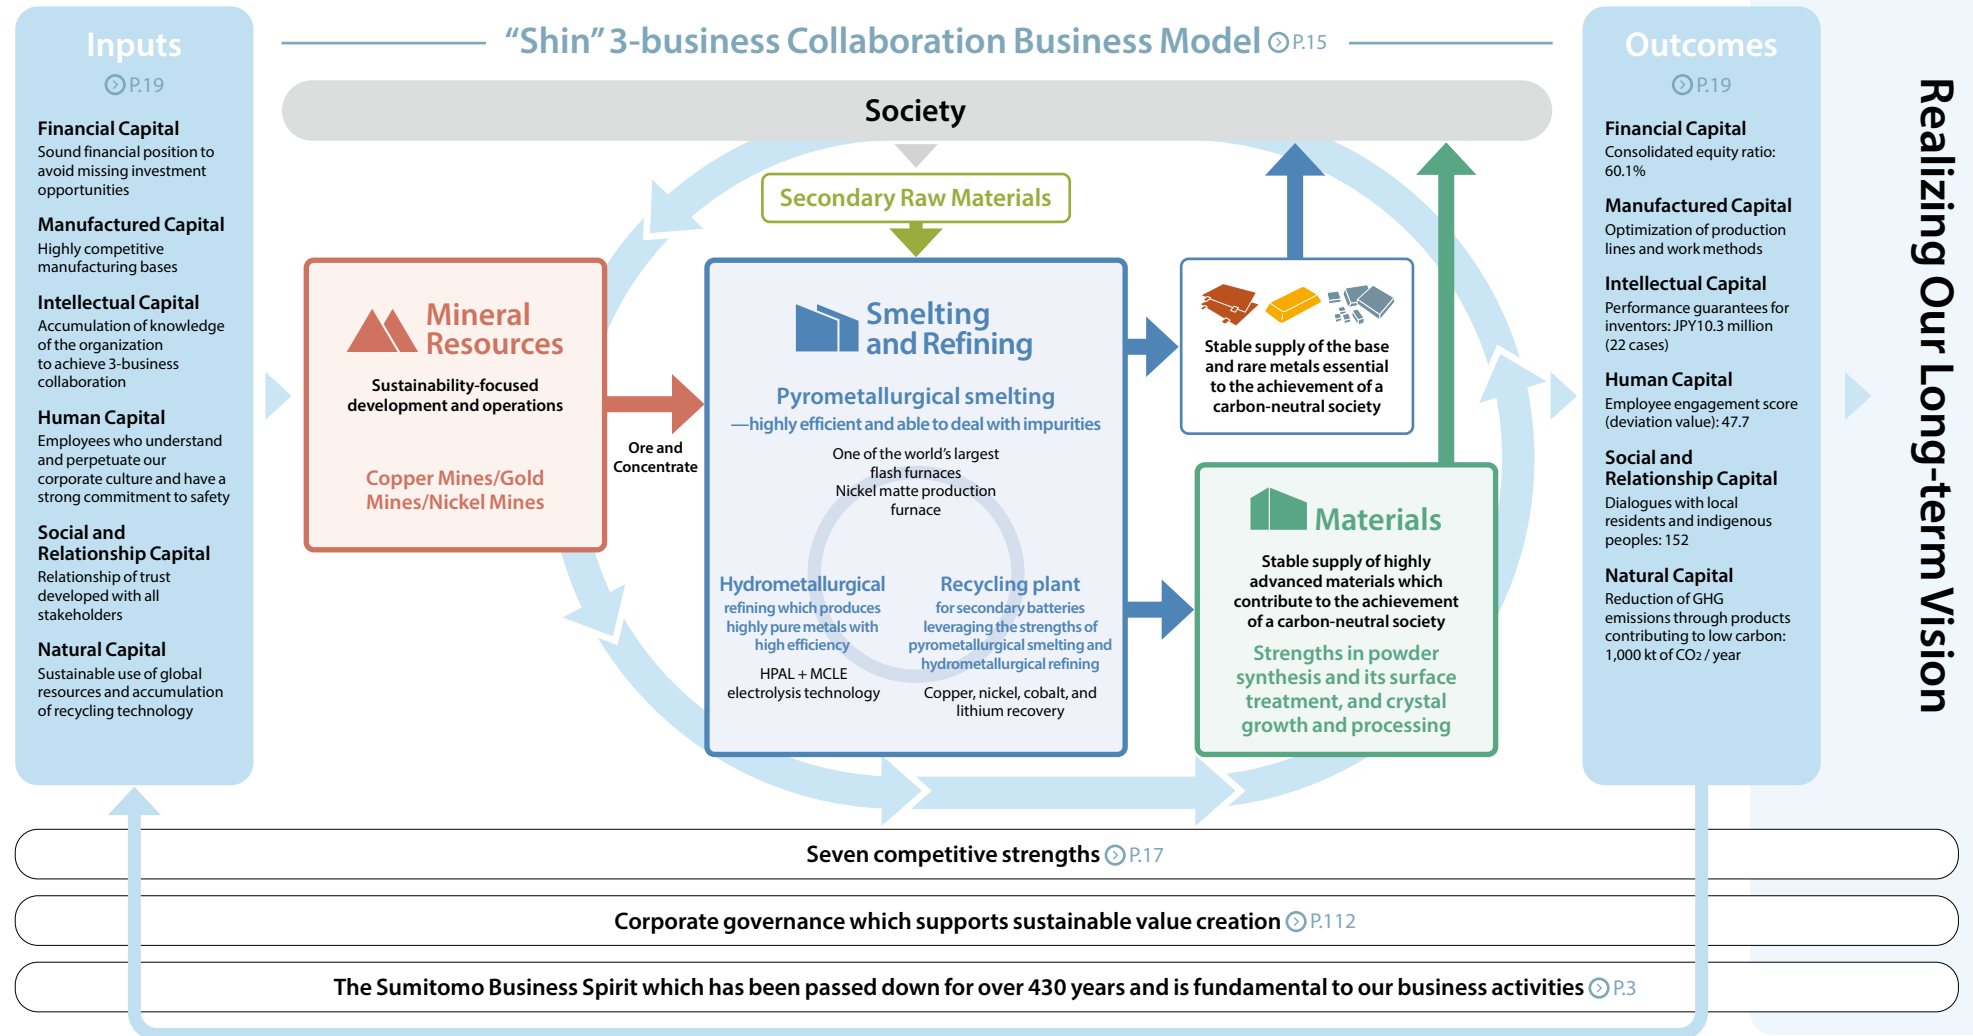 Inputs
P.19
Financial Capital
Sound financial position to
avoid missing investment
opportunities
Manufactured Capital
Highly competitive
manufacturing bases
Intellectual Capital
Accumulation of knowledge
of the organization
to achieve 3-business
collaboration
Human Capital
Employees who understand
and perpetuate our
corporate culture and have a
strong commitment to safety
Social and
Relationship Capital
Relationship of trust
developed with all
stakeholders
Natural Capital
Sustainable use of global
resources and accumulation
of recycling technology
“Shin” 3-business Collaboration Business Model P.15
Society
Secondary Raw Materials
Mineral
Resources
Sustainability-focused
development and operations
Copper Mines/Gold
Mines/Nickel Mines
Ore and
Concentrate
Smelting
and Refining
Pyrometallurgical smelting
—highly efficient and able to deal with impurities
One of the world’s largest
flash furnaces
Nickel matte production
furnace
Hydrometallurgical
refining which produces
highly pure metals with
high efficiency
HPAL + MCLE
electrolysis technology
Recycling plant
for secondary batteries
leveraging the strengths of
pyrometallurgical smelting and
hydrometallurgical refining
Copper, nickel, cobalt, and
lithium recovery
Stable supply of the base
and rare metals essential
to the achievement of a
carbon-neutral society
Materials
Stable supply of highly
advanced materials which
contribute to the achievement
of a carbon-neutral society
Strengths in powder
synthesis and its surface
treatment, and crystal
growth and processing
Outcomes
P.19
Financial Capital
Consolidated equity ratio:
60.1%
Manufactured Capital
Optimization of production
lines and work methods
Intellectual Capital
Performance guarantees for
inventors: JPY10.3 million
(22 cases)
Human Capital
Employee engagement score
(deviation value): 47.7
Social and
Relationship Capital
Dialogues with local
residents and indigenous
peoples: 152
Natural Capital
Reduction of GHG
emissions through products
contributing to low carbon:
1,000 kt of CO2 / year
Realizing Our Long-term Vision
Seven competitive strengths P.17
Corporate governance which supports sustainable value creation P.112
The Sumitomo Business Spirit which has been passed down for over 430 years and is fundamental to our business activities P.3